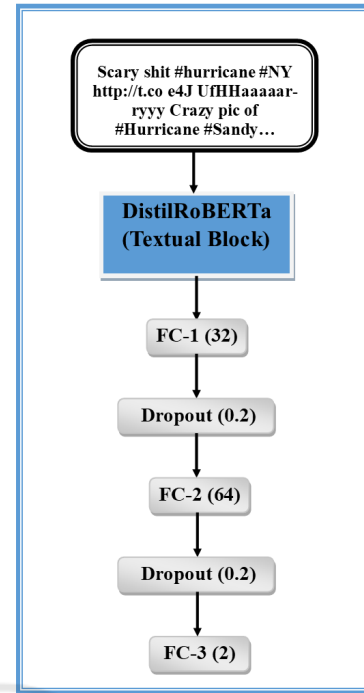 Scary shit #hurricane #NY
http://t.co e4J UfHHaaaaar-
ryyy Crazy pic of
#Hurricane #Sandy…
DistilRoBERTa
(Textual Block)
FC-1 (32)
Dropout (0.2)
FC-2 (64)
Dropout (0.2)
FC-3 (2)